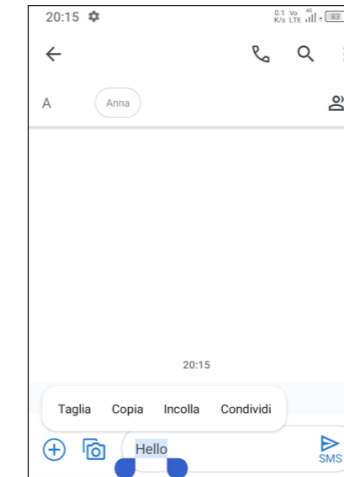 20:15
0.1 Vo 4G
K/s LTE 83
A Anna
20:15
Taglia Copia Incolla Condividi
Hello
SMS